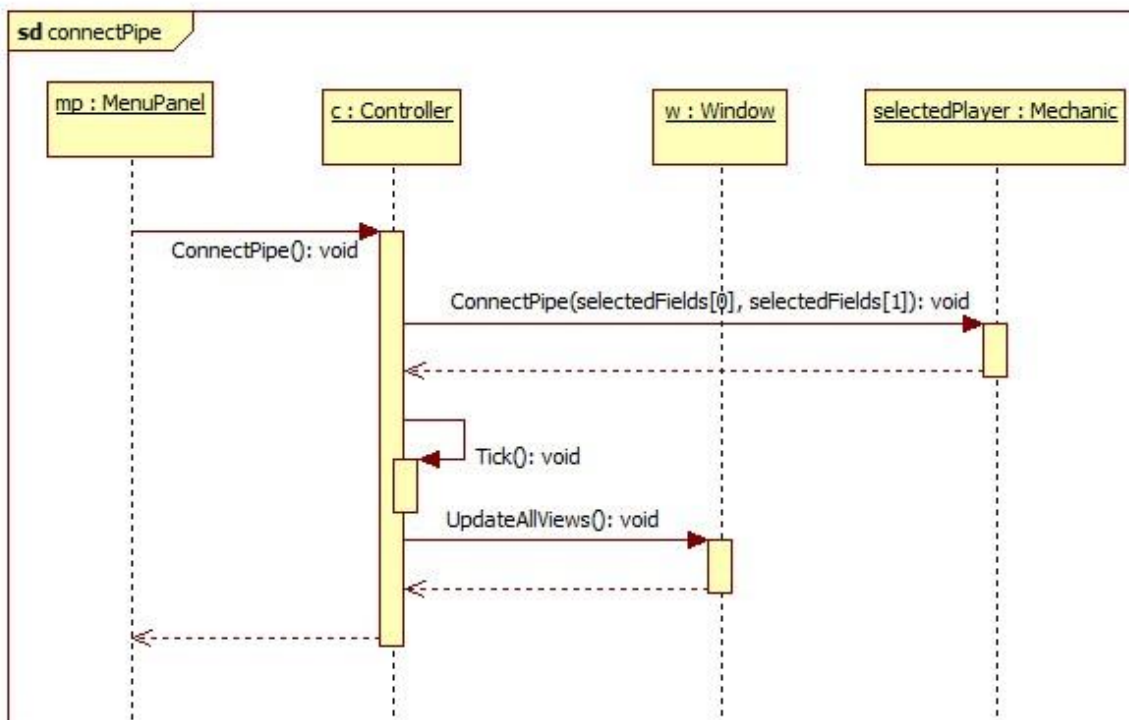 sd connectPipe
mp : MenuPanel
c : Controller
w : Window
selectedPlayer : Mechanic
ConnectPipe(): void
ConnectPipe(selectedFields[0], selectedFields[1]): void
Tick(): void
UpdateAllViews(): void